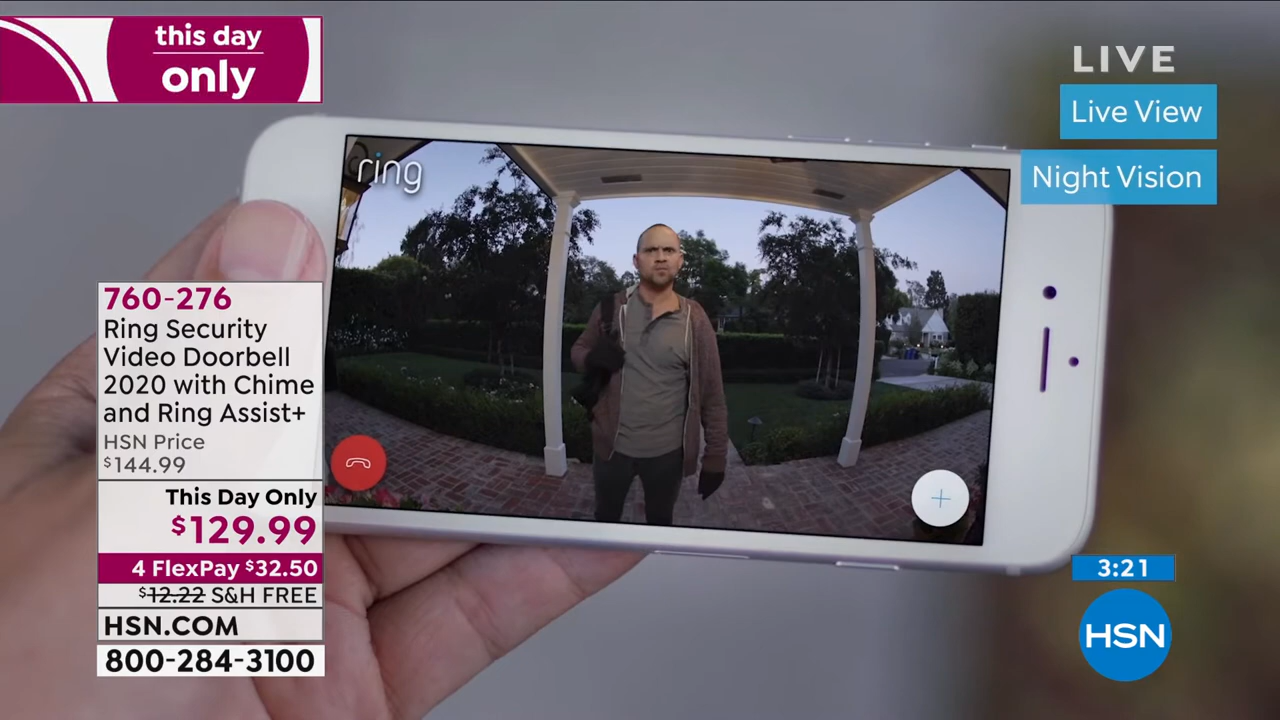 this day
only
LIVE
Live View
Night Vision
ring
760-276
Ring Security
Video Doorbell
2020 with Chime
and Ring Assist+
HSN Price
$144.99
This Day Only
$129.99
4 FlexPay $32.50
$12.22 S&H FREE
HSN.COM
800-284-3100
3:21
HSN